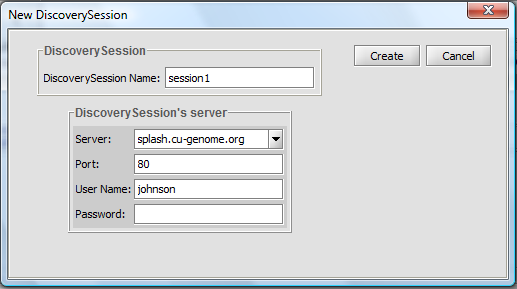 New DiscoverySession
DiscoverySession
DiscoverySession Name: session1
Create Cancel
DiscoverySession's server
Server: splash.cu-genome.org
Port: 80
User Name: johnson
Password: